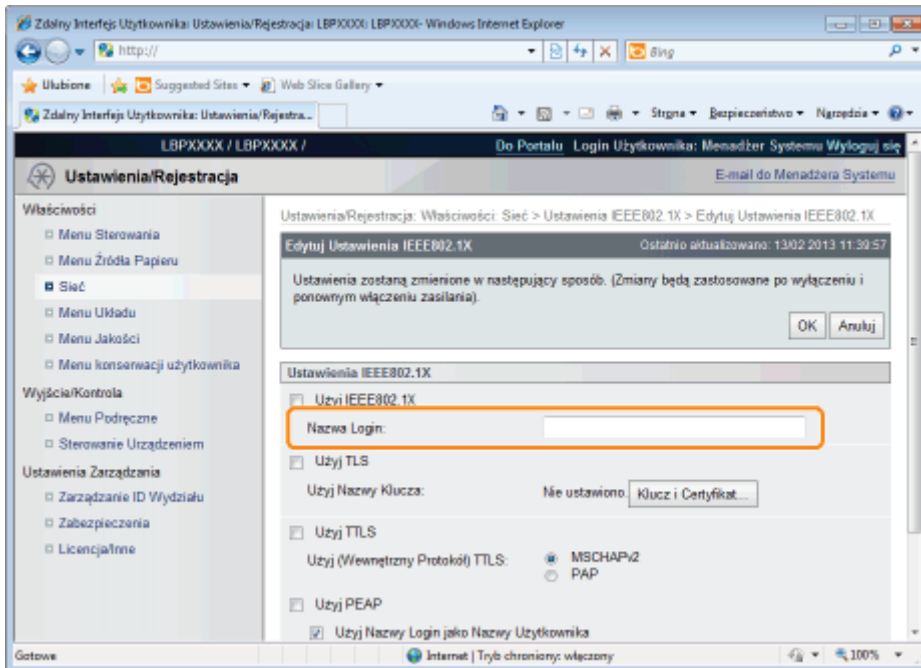 Zdalny Interfejs Użytkownika: Ustawienia/Rejestracja: LBPXXXX: LBPXXXX- Windows Internet Explorer
http://
Bing
Ulubione Suggested Sites Web Slice Gallery
Zdalny Interfejs Użytkownika: Ustawienia/Rejestra...
Strona Bezpieczeństwo Narzędzia
LBPXXXX / LBPXXXX /
Do Portalu Login Użytkownika: Menadżer Systemu Wyloguj się
Ustawienia/Rejestracja
E-mail do Menadżera Systemu
Właściwości
Menu Sterowania
Menu Źródła Papieru
Sieć
Menu Układu
Menu Jakości
Menu konserwacji użytkownika
Wyjście/Kontrola
Menu Podręczne
Sterowanie Urządzeniem
Ustawienia Zarządzania
Zarządzanie ID Wydziału
Zabezpieczenia
Licencja/Inne
Ustawienia/Rejestracja: Właściwości: Sieć > Ustawienia IEEE802.1X > Edytuj Ustawienia IEEE802.1X
Edytuj Ustawienia IEEE802.1X
Ostatnio aktualizowano: 13/02 2013 11:39:57
Ustawienia zostaną zmienione w następujący sposób. (Zmiany będą zastosowane po wyłączeniu i
ponownym włączeniu zasilania).
OK Anuluj
Ustawienia IEEE802.1X
Użyj IEEE802.1X
Nazwa Login:
Użyj TLS
Użyj Nazwy Klucza:
Nie ustawiono. Klucz i Certyfikat...
Użyj TTLS
Użyj (Wewnętrzny Protokół) TTLS:
MSCHAPv2
PAP
Użyj PEAP
Użyj Nazwy Login jako Nazwy Użytkownika
Gotowe
Internet | Tryb chroniony: włączony
100%